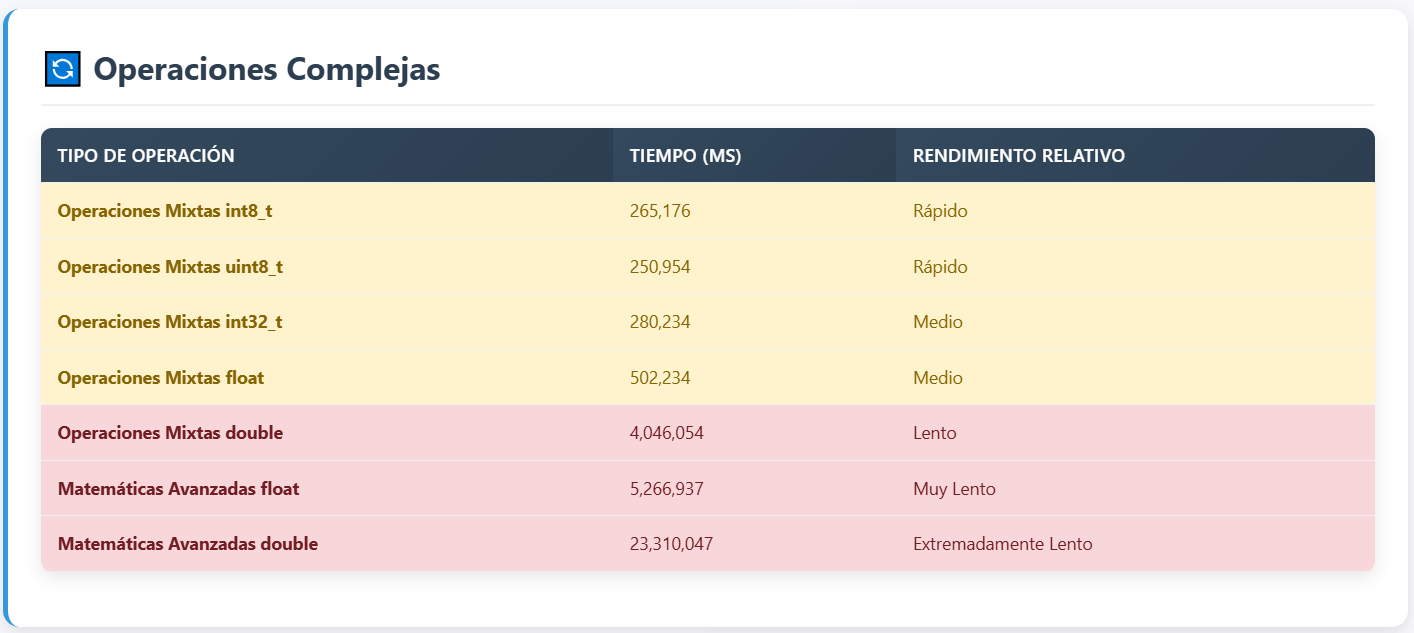 Operaciones Complejas
TIPO DE OPERACIÓN TIEMPO (MS) RENDIMIENTO RELATIVO
Operaciones Mixtas int8_t 265,176 Rápido
Operaciones Mixtas uint8_t 250,954 Rápido
Operaciones Mixtas int32_t 280,234 Medio
Operaciones Mixtas float 502,234 Medio
Operaciones Mixtas double 4,046,054 Lento
Matemáticas Avanzadas float 5,266,937 Muy Lento
Matemáticas Avanzadas double 23,310,047 Extremadamente Lento